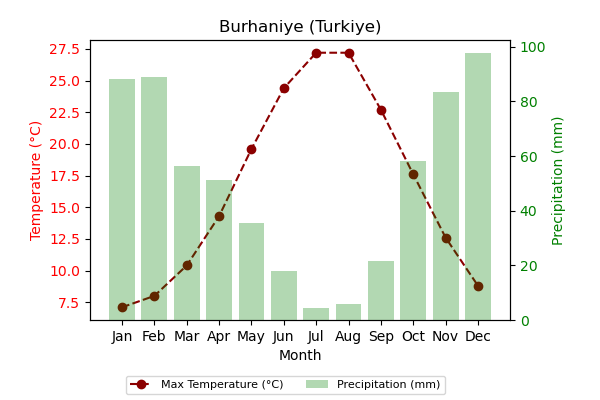 Burhaniye (Turkiye)
27.5
25.0
22.5
20.0
17.5
15.0
12.5
10.0
7.5
Temperature (°C)
100
80
60
40
20
0
Precipitation (mm)
Jan Feb Mar Apr May Jun Jul Aug Sep Oct Nov Dec
Month
Max Temperature (°C) Precipitation (mm)